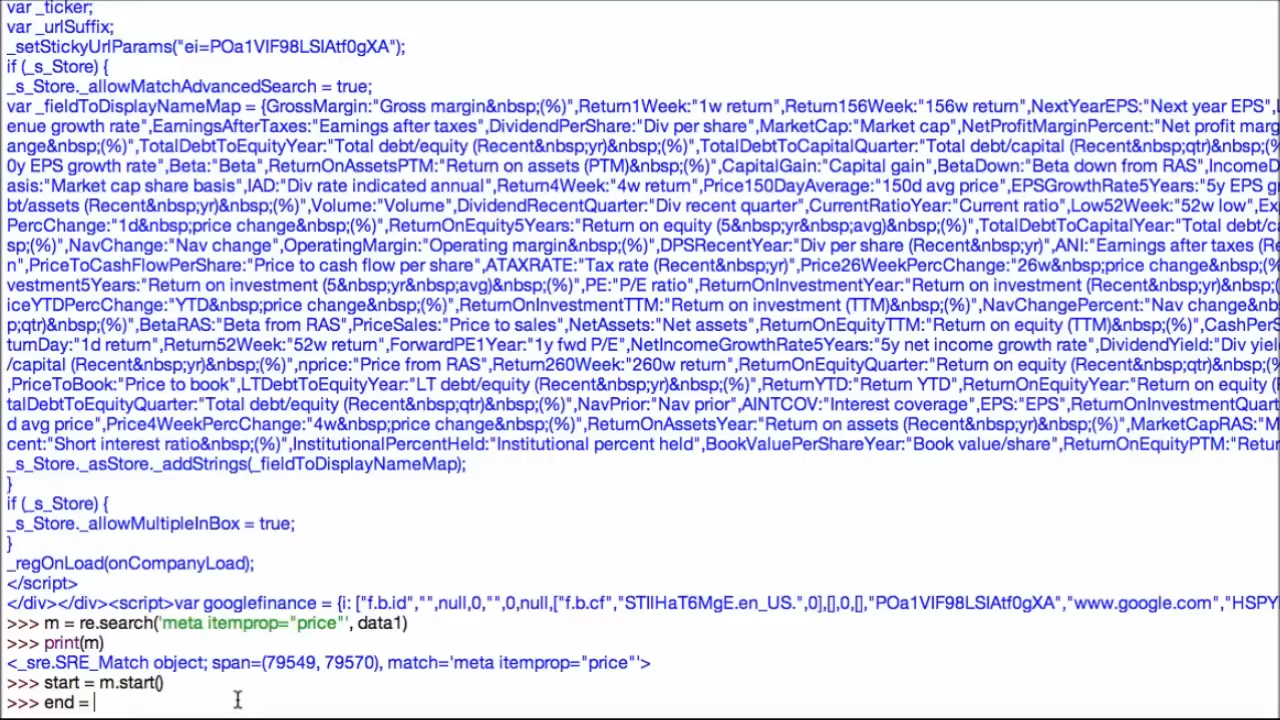 var _ticker;
var _urlSuffix;
_setStickyUrlParams("ei=POa1VIF98LSlAtf0gXA");
if (_s_Store) {
_s_Store._allowMatchAdvancedSearch = true;
var _fieldToDisplayNameMap = {GrossMargin:"Gross margin&nbsp;(%)",Return1Week:"1w return",Return156Week:"156w return",NextYearEPS:"Next year EPS",
enue growth rate",EarningsAfterTaxes:"Earnings after taxes",DividendPerShare:"Div per share",MarketCap:"Market cap",NetProfitMarginPercent:"Net profit marg
ange&nbsp;(%)",TotalDebtToEquityYear:"Total debt/equity (Recent&nbsp;yr)&nbsp;(%)",TotalDebtToCapitalQuarter:"Total debt/capital (Recent&nbsp;qtr)&nbsp;(%
0y EPS growth rate",Beta:"Beta",ReturnOnAssetsPTM:"Return on assets (PTM)&nbsp;(%)",CapitalGain:"Capital gain",BetaDown:"Beta down from RAS",IncomeD
asis:"Market cap share basis",IAD:"Div rate indicated annual",Return4Week:"4w return",Price150DayAverage:"150d avg price",EPSGrowthRate5Years:"5y EPS g
bt/assets (Recent&nbsp;yr)&nbsp;(%)",Volume:"Volume",DividendRecentQuarter:"Div recent quarter",CurrentRatioYear:"Current ratio",Low52Week:"52w low",Ex
PercChange:"1d&nbsp;price change&nbsp;(%)",ReturnOnEquity5Years:"Return on equity (5&nbsp;yr&nbsp;avg)&nbsp;(%)",TotalDebtToCapitalYear:"Total debt/c
sp;(%)",NavChange:"Nav change",OperatingMargin:"Operating margin&nbsp;(%)",DPSRecentYear:"Div per share (Recent&nbsp;yr)",ANI:"Earnings after taxes (Re
n",PriceToCashFlowPerShare:"Price to cash flow per share",ATAXRATE:"Tax rate (Recent&nbsp;yr)",Price26WeekPercChange:"26w&nbsp;price change&nbsp;(%
vestment5Years:"Return on investment (5&nbsp;yr&nbsp;avg)&nbsp;(%)",PE:"P/E ratio",ReturnOnInvestmentYear:"Return on investment (Recent&nbsp;yr)&nbsp;(
iceYTDPercChange:"YTD&nbsp;price change&nbsp;(%)",ReturnOnInvestmentTTM:"Return on investment (TTM)&nbsp;(%)",NavChangePercent:"Nav change&nb
p;qtr)&nbsp;(%)",BetaRAS:"Beta from RAS",PriceSales:"Price to sales",NetAssets:"Net assets",ReturnOnEquityTTM:"Return on equity (TTM)&nbsp;(%)",CashPerS
turnDay:"1d return",Return52Week:"52w return",ForwardPE1Year:"1y fwd P/E",NetIncomeGrowthRate5Years:"5y net income growth rate",DividendYield:"Div yiel
/capital (Recent&nbsp;yr)&nbsp;(%)",nprice:"Price from RAS",Return260Week:"260w return",ReturnOnEquityQuarter:"Return on equity (Recent&nbsp;qtr)&nbsp;(%
,PriceToBook:"Price to book",LTDebtToEquityYear:"LT debt/equity (Recent&nbsp;yr)&nbsp;(%)",ReturnYTD:"Return YTD",ReturnOnEquityYear:"Return on equity (
talDebtToEquityQuarter:"Total debt/equity (Recent&nbsp;qtr)&nbsp;(%)",NavPrior:"Nav prior",AINTCOV:"Interest coverage",EPS:"EPS",ReturnOnInvestmentQuart
d avg price",Price4WeekPercChange:"4w&nbsp;price change&nbsp;(%)",ReturnOnAssetsYear:"Return on assets (Recent&nbsp;yr)&nbsp;(%)",MarketCapRAS:"M
cent:"Short interest ratio&nbsp;(%)",InstitutionalPercentHeld:"Institutional percent held",BookValuePerShareYear:"Book value/share",ReturnOnEquityPTM:"Retur
_s_Store._asStore._addStrings(_fieldToDisplayNameMap);
}
if (_s_Store) {
_s_Store._allowMultipleInBox = true;
}
_regOnLoad(onCompanyLoad);
</script>
</div></div><script>var googlefinance = {i: ["f.b.id","",null,0,"",0,null,["f.b.cf","STIlHaT6MgE.en_US.",0],[],0,[],"POa1VIF98LSlAtf0gXA","www.google.com","HSPY
>>> m = re.search('meta itemprop="price"', data1)
>>> print(m)
<_sre.SRE_Match object; span=(79549, 79570), match='meta itemprop="price"'>
>>> start = m.start()
>>> end =